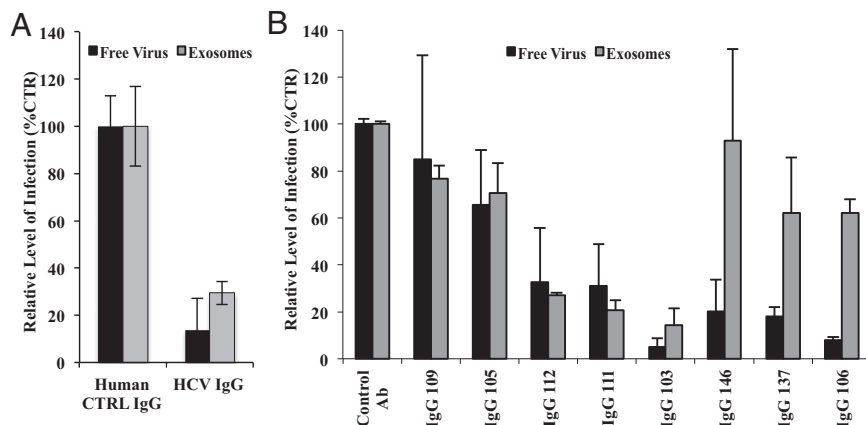 A
Relative Level of Infection (%CTR)
140
120
100
80
60
40
20
0
Free Virus Exosomes
Human
CTRL IgG
HCV IgG
B
Relative Level of Infection (%CTR)
140
120
100
80
60
40
20
0
Free Virus Exosomes
Control
Ab
IgG 109
IgG 105
IgG 112
IgG 111
IgG 103
IgG 146
IgG 137
IgG 106